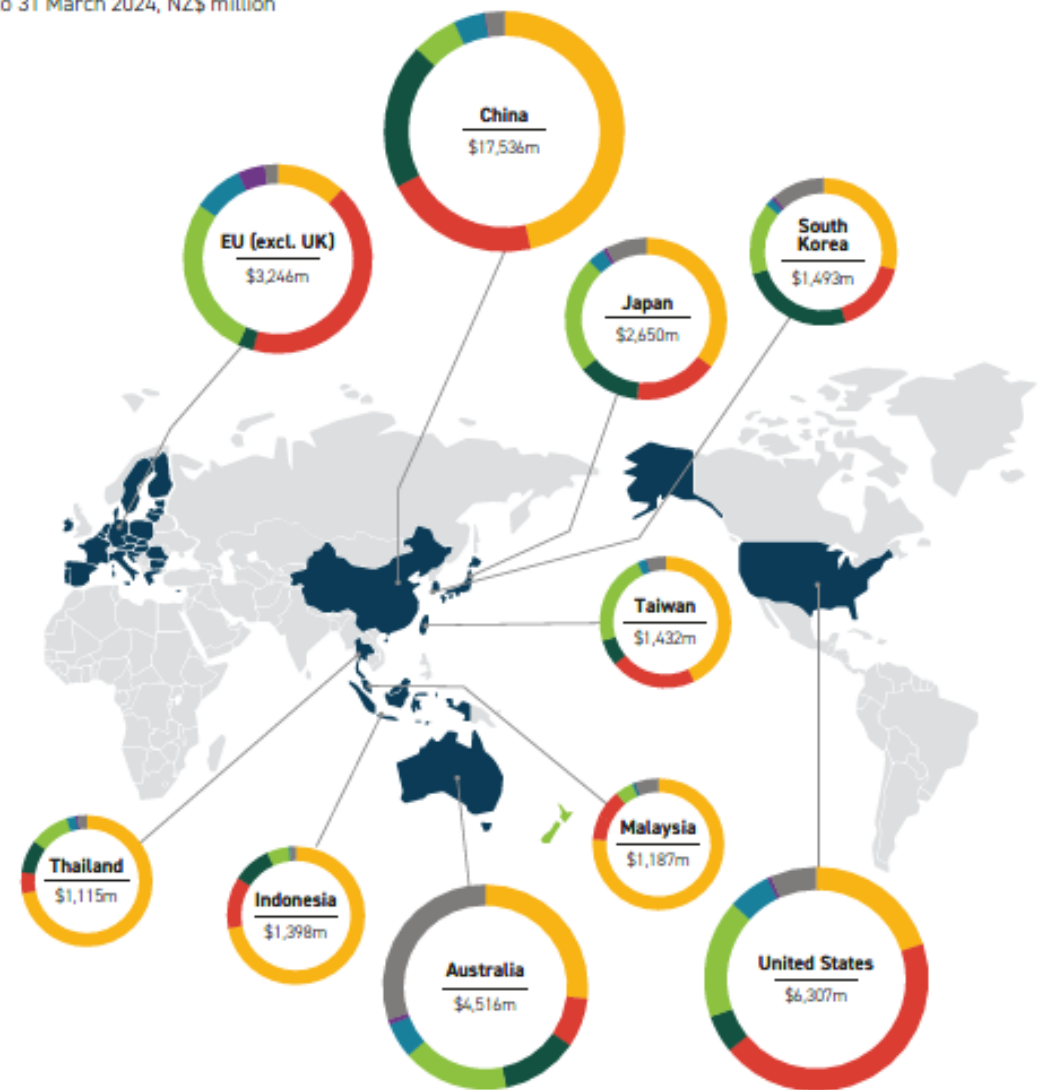 o 31 March 2024, NZ$ million
China
$17,536m
EU (excl. UK)
$3,246m
South
Korea
$1,493m
Japan
$2,650m
Taiwan
$1,432m
Malaysia
$1,187m
Thailand
$1,115m
Indonesia
$1,398m
Australia
$4,516m
United States
$6,307m